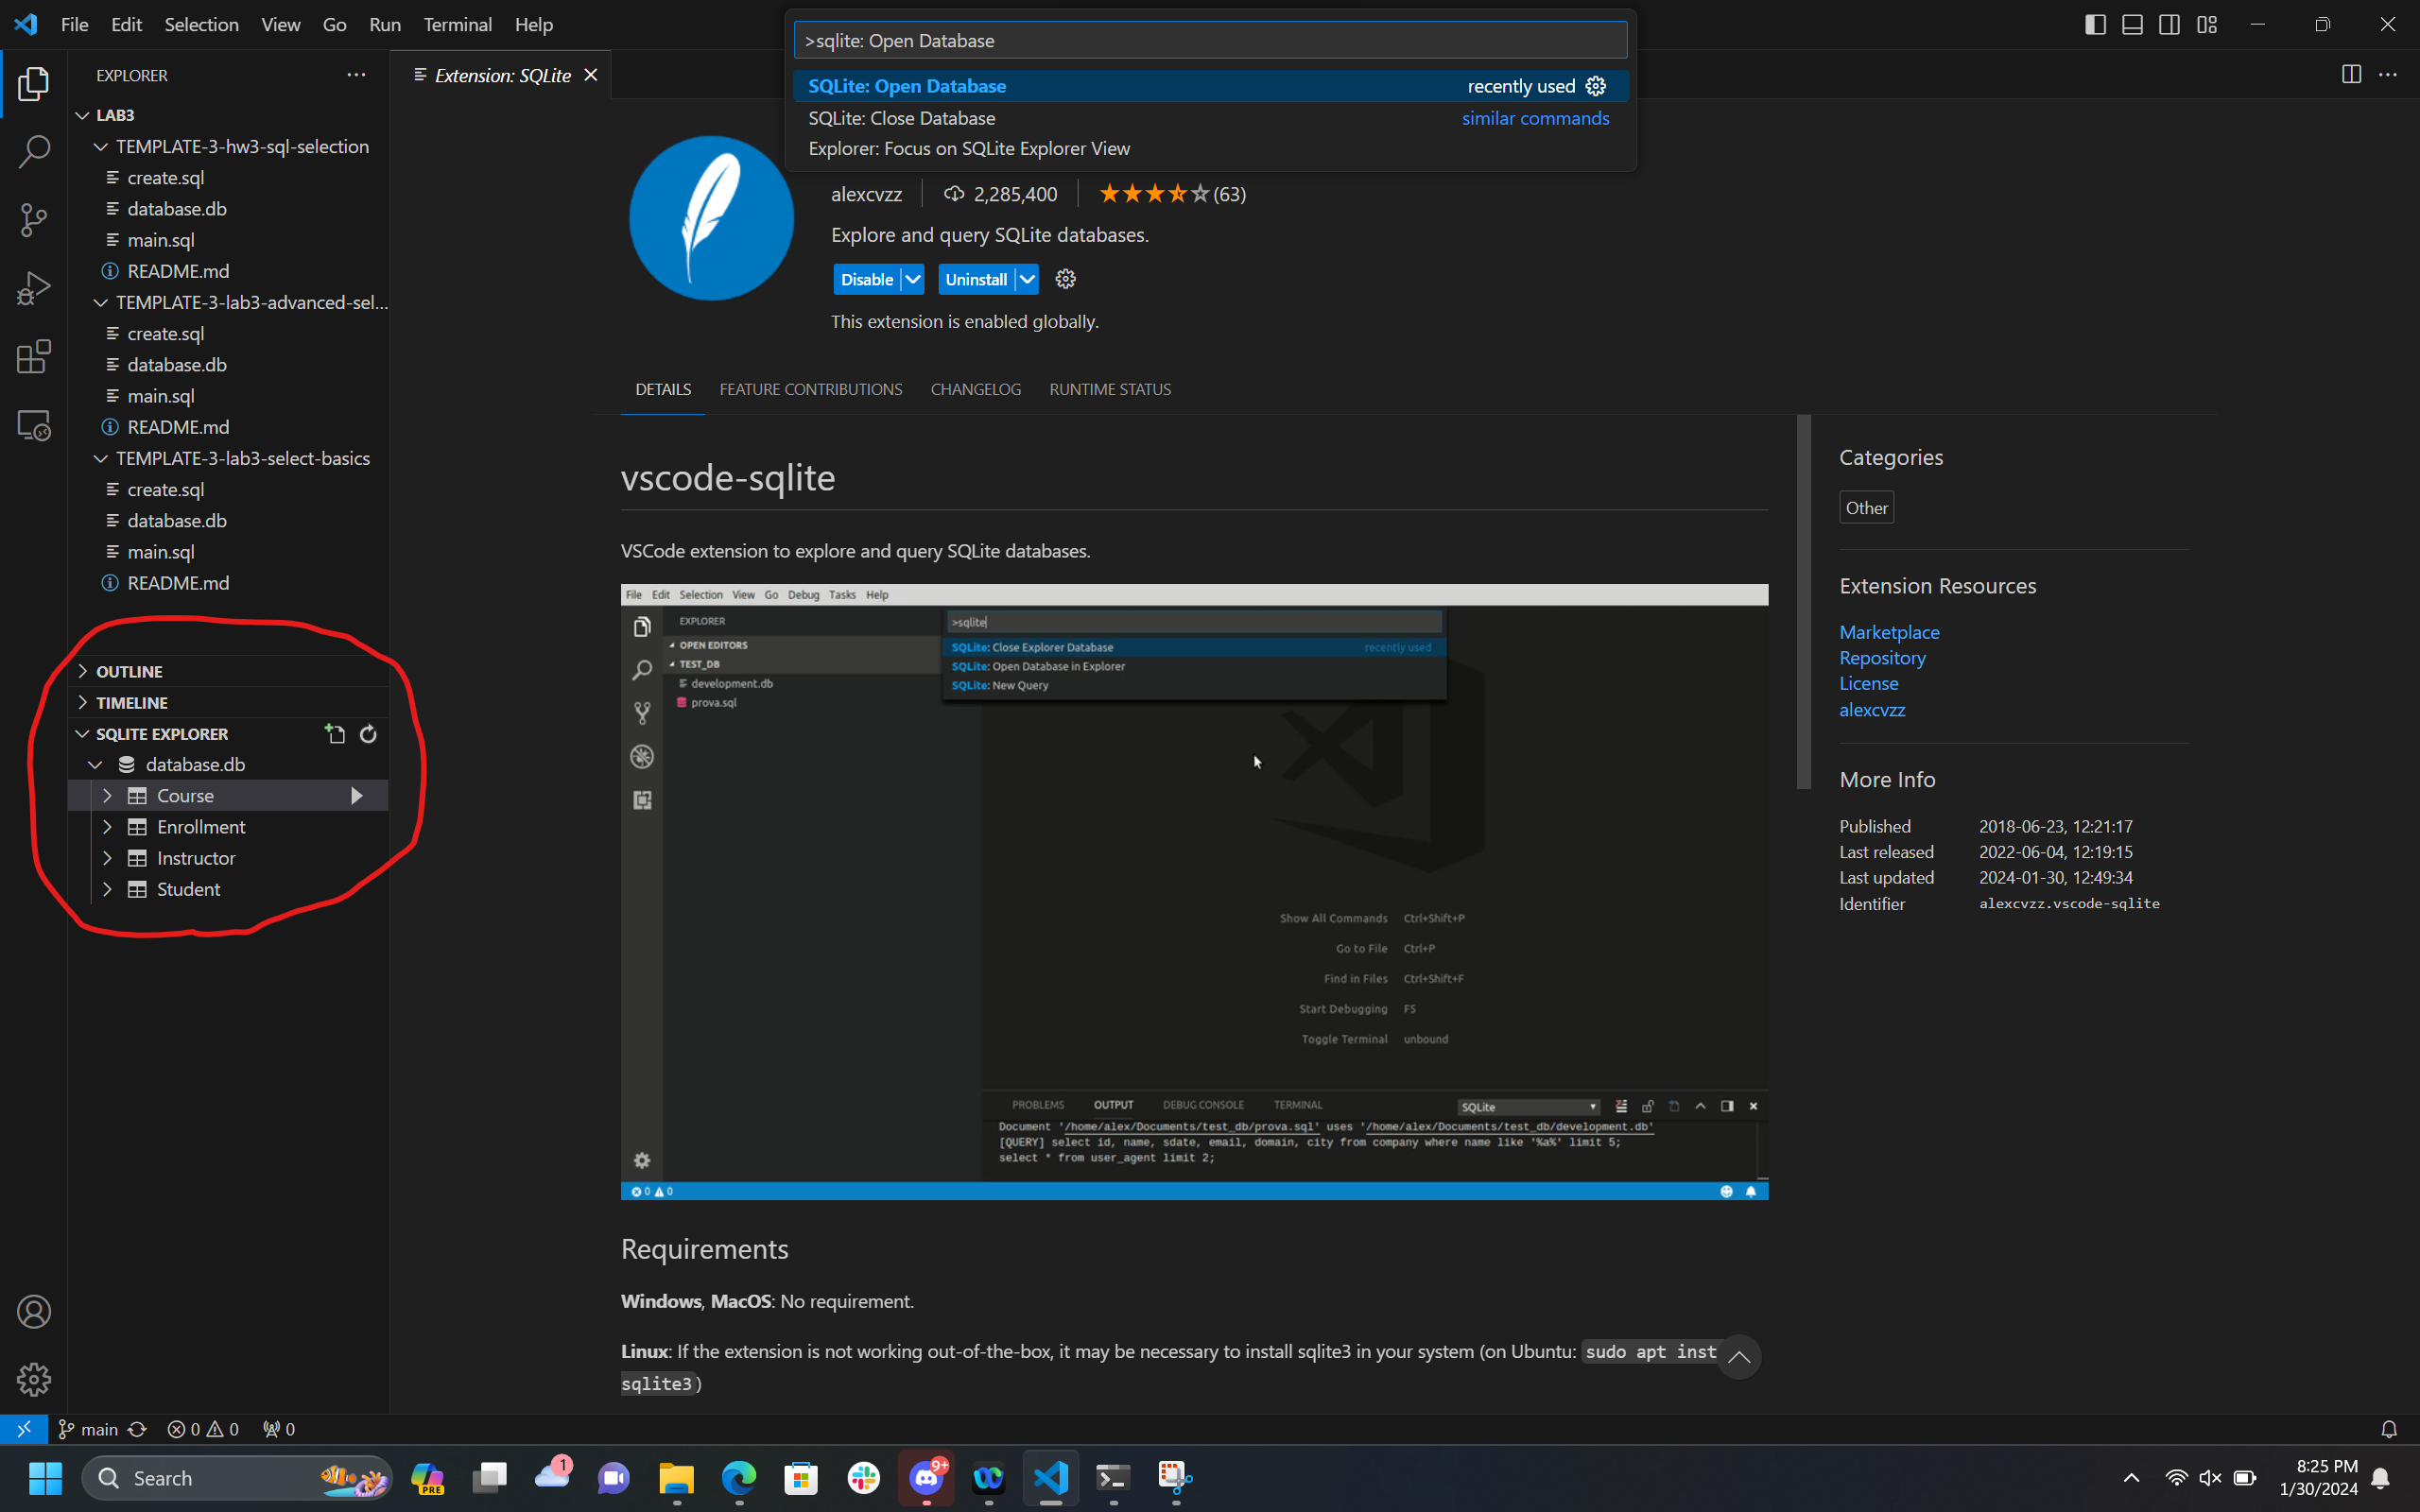 File Edit Selection View Go Run Terminal Help
>sqlite: Open Database
SQLite: Open Database recently used
SQLite: Close Database similar commands
Explorer: Focus on SQLite Explorer View
EXPLORER
LAB3
TEMPLATE-3-hw3-sql-selection
create.sql
database.db
main.sql
README.md
TEMPLATE-3-lab3-advanced-sel...
create.sql
database.db
main.sql
README.md
TEMPLATE-3-lab3-select-basics
create.sql
database.db
main.sql
README.md
OUTLINE
TIMELINE
SQLITE EXPLORER
database.db
Course
Enrollment
Instructor
Student
Extension: SQLite
alexcvzz 2,285,400 (63)
Explore and query SQLite databases.
Disable Uninstall
This extension is enabled globally.
DETAILS FEATURE CONTRIBUTIONS CHANGELOG RUNTIME STATUS
vscode-sqlite
VSCode extension to explore and query SQLite databases.
File Edit Selection View Go Debug Tasks Help
EXPLORER
OPEN EDITORS
TEST_DB
development.db
prova.sql
>sqlite
SQLite: Close Explorer Database recently used
SQLite: Open Database in Explorer
SQLite: New Query
Show All Commands Ctrl+Shift+P
Go to File Ctrl+P
Find in Files Ctrl+Shift+F
Start Debugging F5
Toggle Terminal unbound
PROBLEMS OUTPUT DEBUG CONSOLE TERMINAL SQLite
Document '/home/alex/Documents/test_db/prova.sql' uses '/home/alex/Documents/test_db/development.db'
[QUERY] select id, name, sdate, email, domain, city from company where name like '%a%' limit 5;
select * from user_agent limit 2;
0 0
Requirements
Windows, MacOS: No requirement.
Linux: If the extension is not working out-of-the-box, it may be necessary to install sqlite3 in your system (on Ubuntu: sudo apt inst
sqlite3)
Categories
Other
Extension Resources
Marketplace
Repository
License
alexcvzz
More Info
Published 2018-06-23, 12:21:17
Last released 2022-06-04, 12:19:15
Last updated 2024-01-30, 12:49:34
Identifier alexcvzz.vscode-sqlite
main 0 0 0
Search PRE 1 9+ 8:25 PM
1/30/2024